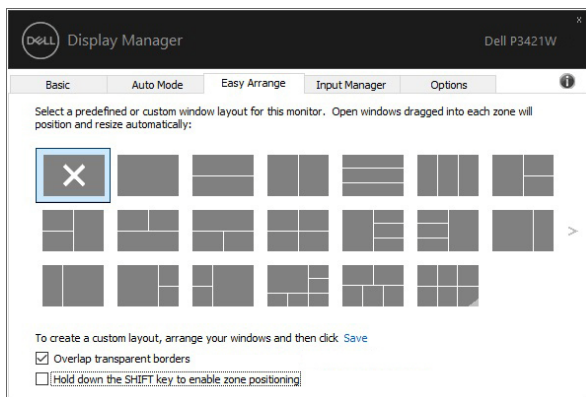 DELL Display Manager Dell P3421W x
Basic Auto Mode Easy Arrange Input Manager Options i
Select a predefined or custom window layout for this monitor. Open windows dragged into each zone will
position and resize automatically:
>
To create a custom layout, arrange your windows and then click Save
Overlap transparent borders
Hold down the SHIFT key to enable zone positioning